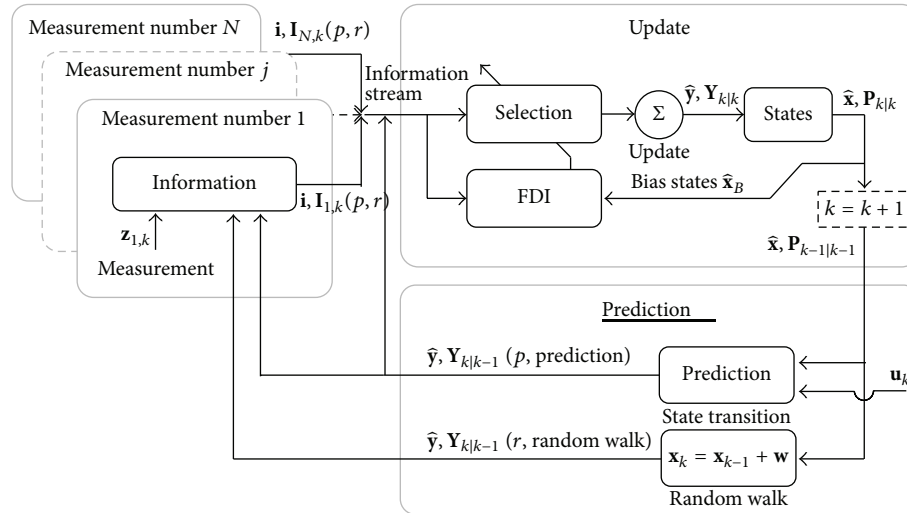 Measurement number N
i, I_{N,k}(p, r)
Update
Measurement number j
Information
stream
Measurement number 1
Selection
Σ
ŷ, Y_{k|k}
States
x̂, P_{k|k}
Update
Information
i, I_{1,k}(p, r)
FDI
Bias states x̂_B
k = k + 1
z_{1,k}
Measurement
x̂, P_{k−1|k−1}
Prediction
ŷ, Y_{k|k−1} (p, prediction)
Prediction
u_k
State transition
ŷ, Y_{k|k−1} (r, random walk)
x_k = x_{k−1} + w
Random walk